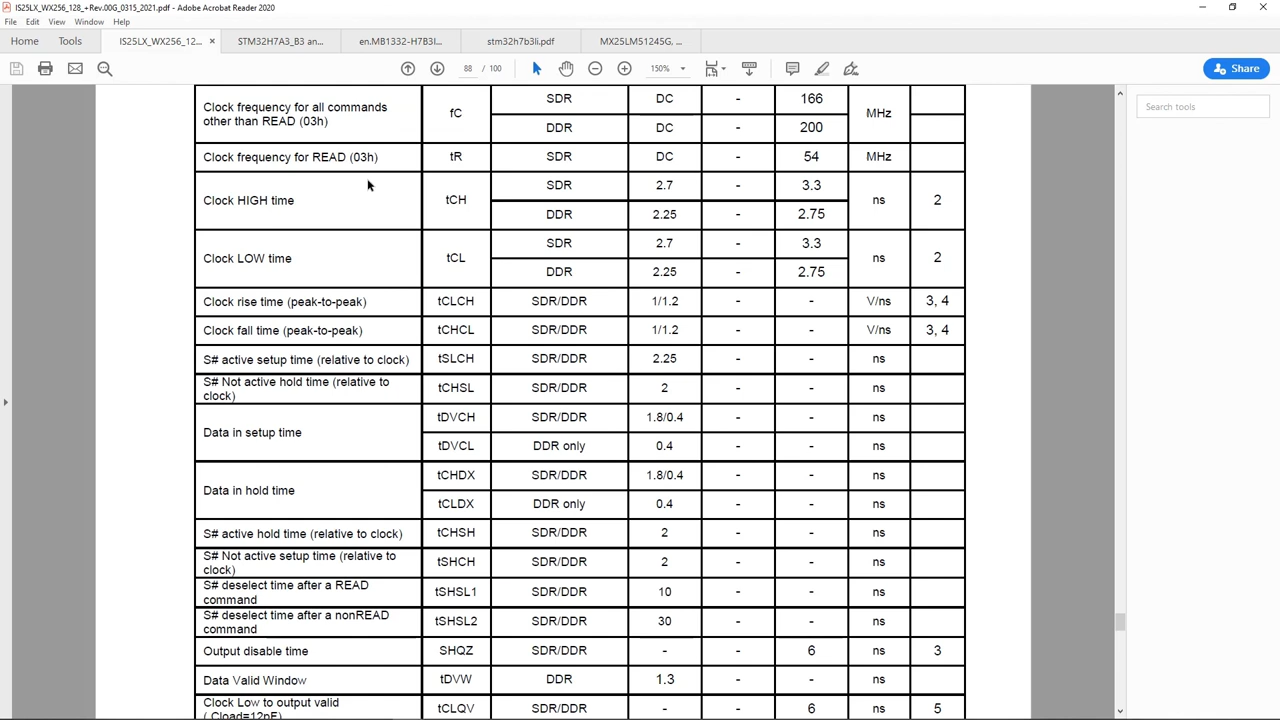 IS25LX_WX256_128_+Rev.00G_0315_2021.pdf - Adobe Acrobat Reader 2020
File Edit View Window Help
Home Tools IS25LX_WX256_12... × STM32H7A3_B3 an... en.MB1332-H7B3I... stm32h7b3li.pdf MX25LM51245G, ...
88 / 100 150% Share
Search tools
Clock frequency for all commands
other than READ (03h) fC SDR DC - 166 MHz
DDR DC - 200
Clock frequency for READ (03h) tR SDR DC - 54 MHz
Clock HIGH time tCH SDR 2.7 - 3.3 ns 2
DDR 2.25 - 2.75
Clock LOW time tCL SDR 2.7 - 3.3 ns 2
DDR 2.25 - 2.75
Clock rise time (peak-to-peak) tCLCH SDR/DDR 1/1.2 - - V/ns 3, 4
Clock fall time (peak-to-peak) tCHCL SDR/DDR 1/1.2 - - V/ns 3, 4
S# active setup time (relative to clock) tSLCH SDR/DDR 2.25 - - ns
S# Not active hold time (relative to
clock) tCHSL SDR/DDR 2 - - ns
Data in setup time tDVCH SDR/DDR 1.8/0.4 - - ns
tDVCL DDR only 0.4 - - ns
Data in hold time tCHDX SDR/DDR 1.8/0.4 - - ns
tCLDX DDR only 0.4 - - ns
S# active hold time (relative to clock) tCHSH SDR/DDR 2 - - ns
S# Not active setup time (relative to
clock) tSHCH SDR/DDR 2 - - ns
S# deselect time after a READ
command tSHSL1 SDR/DDR 10 - - ns
S# deselect time after a nonREAD
command tSHSL2 SDR/DDR 30 - - ns
Output disable time SHQZ SDR/DDR - - 6 ns 3
Data Valid Window tDVW DDR 1.3 - - ns
Clock Low to output valid
( Cload=12pF) tCLQV SDR/DDR - - 6 ns 5